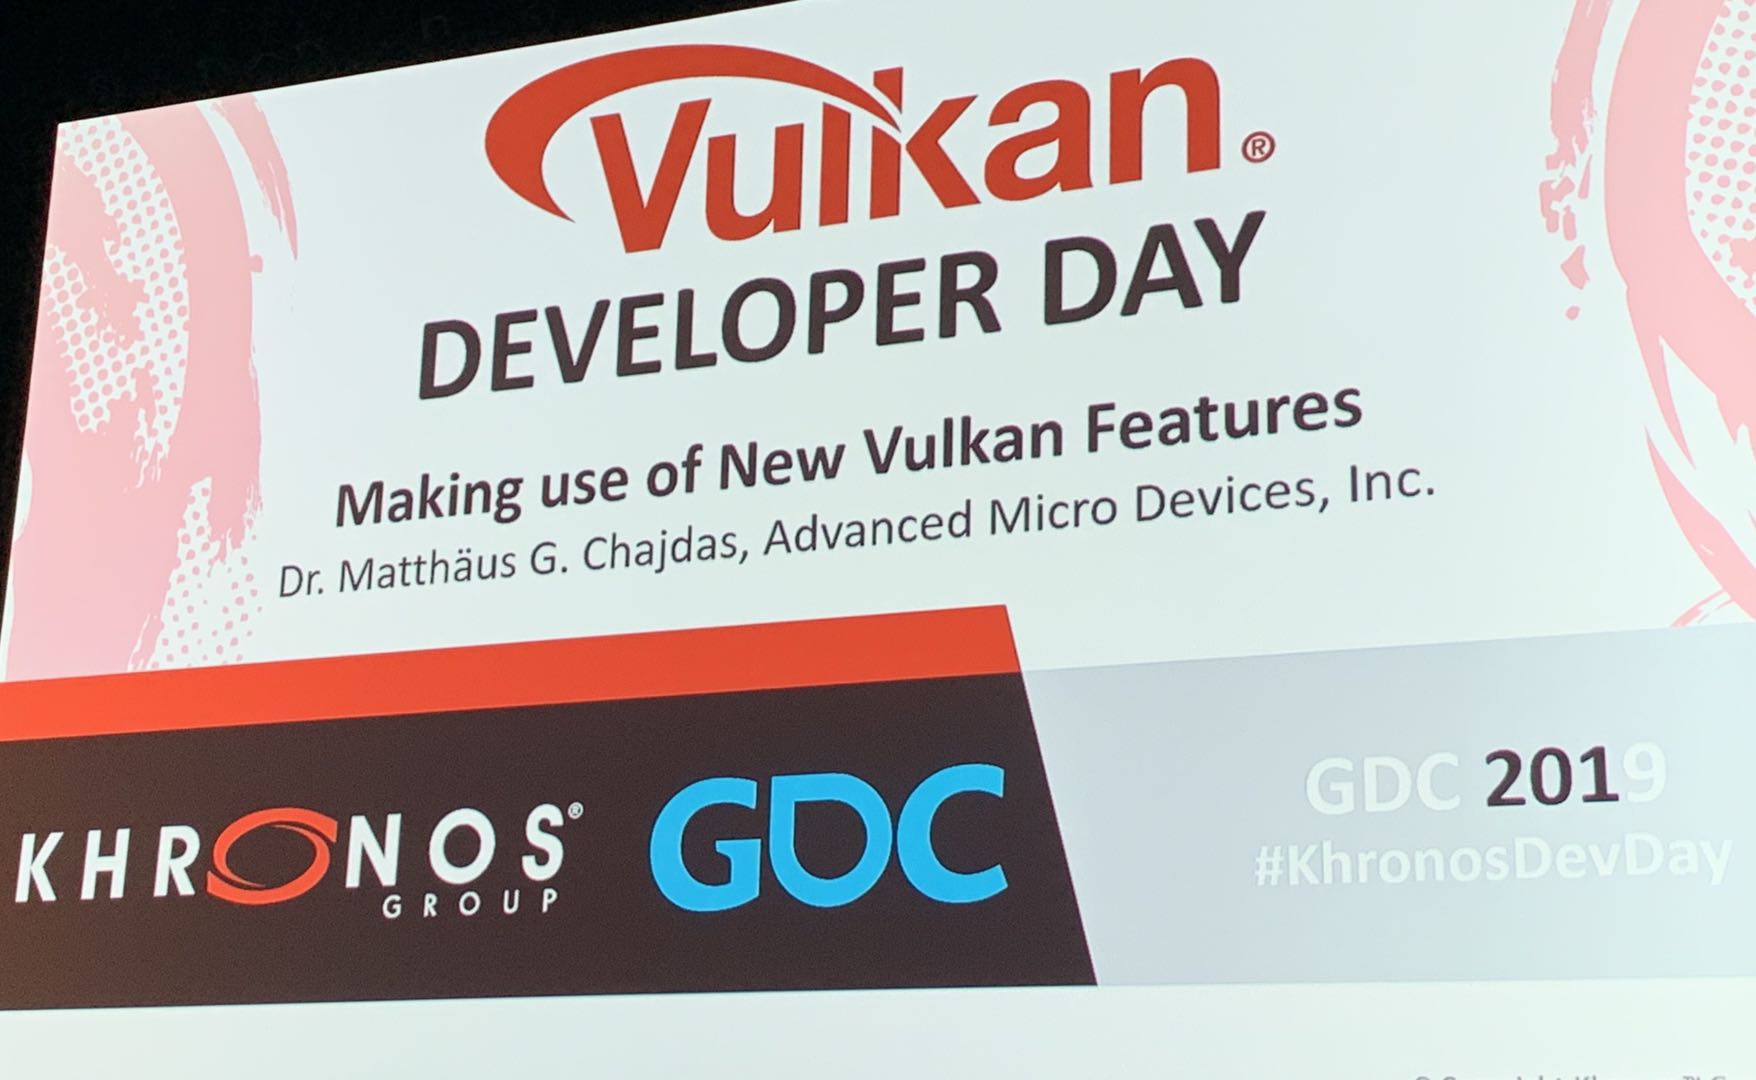 Vulkan®
DEVELOPER DAY
Making use of New Vulkan Features
Dr. Matthäus G. Chajdas, Advanced Micro Devices, Inc.
KHRONOS®
GROUP
GDC
GDC 2019
#KhronosDevDay